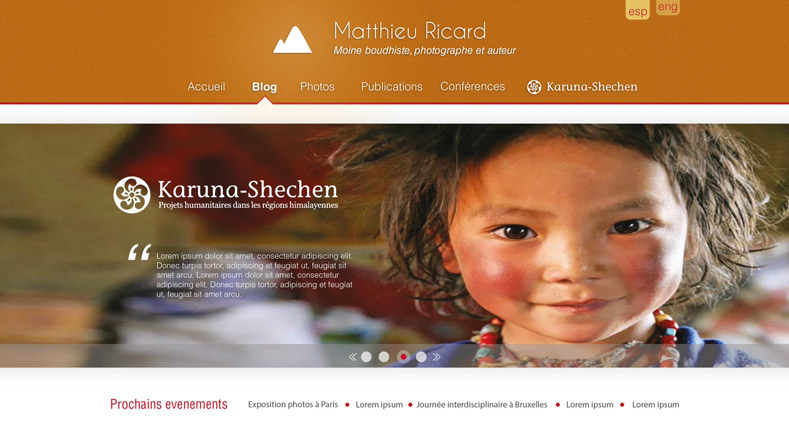 esp
eng
Matthieu Ricard
Moine boudhiste, photographe et auteur
Accueil Blog Photos Publications Conférences Karuna-Shechen
Karuna-Shechen
Projets humanitaires dans les régions himalayennes
“ Lorem ipsum dolor sit amet, consectetur adipiscing elit.
Donec turpis tortor, adipiscing et feugiat ut, feugiat sit
amet arcu. Lorem ipsum dolor sit amet, consectetur
adipiscing elit. Donec turpis tortor, adipiscing et feugiat
ut, feugiat sit amet arcu.
Prochains evenements Exposition photos à Paris • Lorem ipsum • Journée interdisciplinaire à Bruxelles • Lorem ipsum • Lorem ipsum